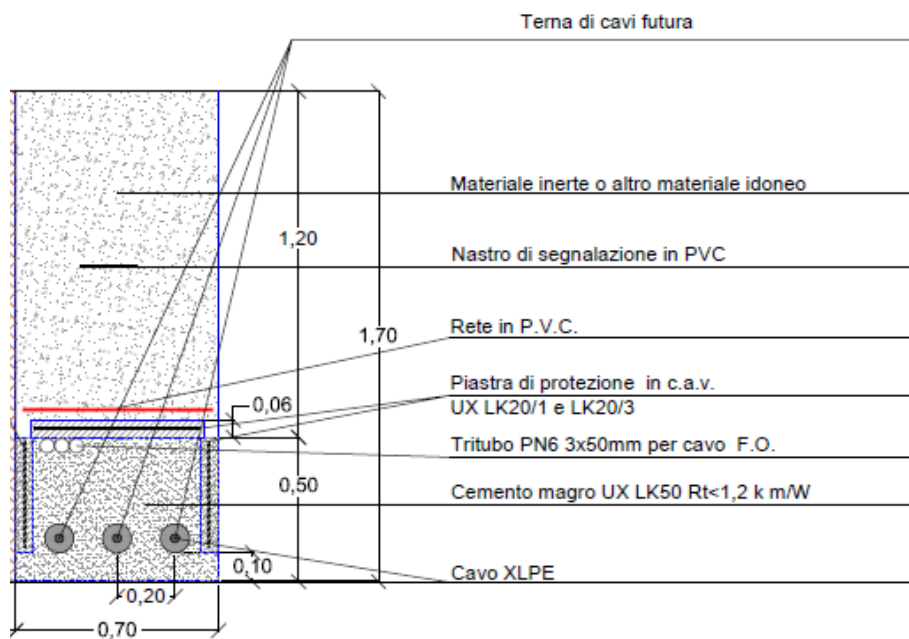 Terna di cavi futura
Materiale inerte o altro materiale idoneo
1,20
Nastro di segnalazione in PVC
Rete in P.V.C.
1,70
Piastra di protezione in c.a.v.
0,06
UX LK20/1 e LK20/3
Tritubo PN6 3x50mm per cavo F.O.
0,50
Cemento magro UX LK50 Rt<1,2 k m/W
0,10
Cavo XLPE
0,20
0,70